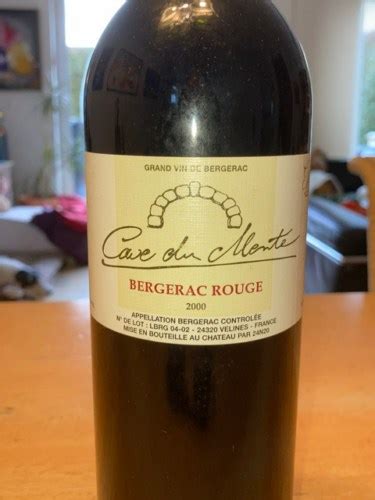 GRAND VIN DE BERGERAC
Cave du Monte
BERGERAC ROUGE
2000
APPELLATION BERGERAC CONTROLÉE
N° DE LOT : LBRG 04-02 - 24320 VELINES - FRANCE
MISE EN BOUTEILLE AU CHATEAU PAR 24N20